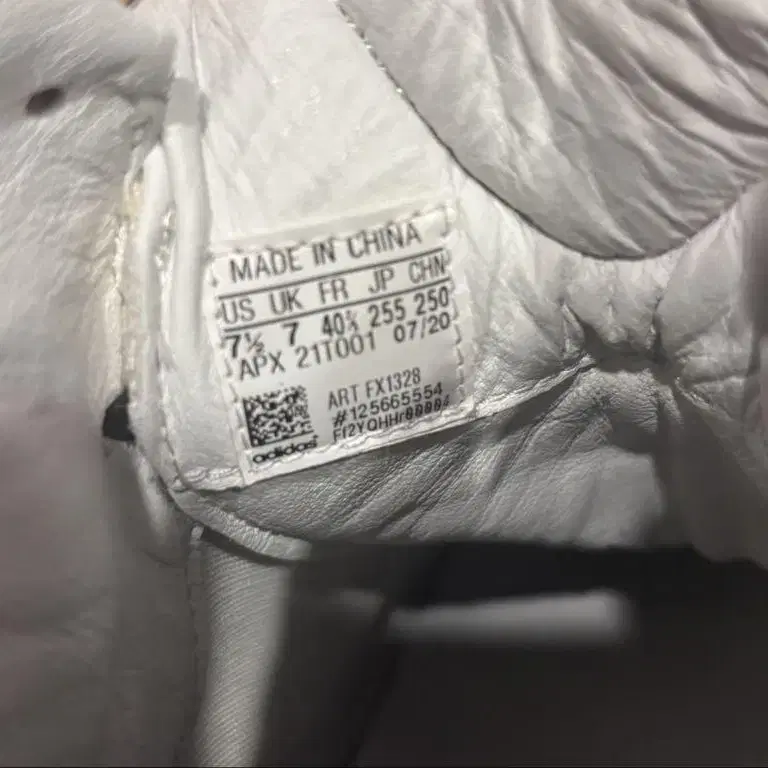 MADE IN CHINA
US UK FR JP CHN
7½ 7 40⅔ 255 250
APX 21T001 07/20
ART FX1328
#125665554
adidas